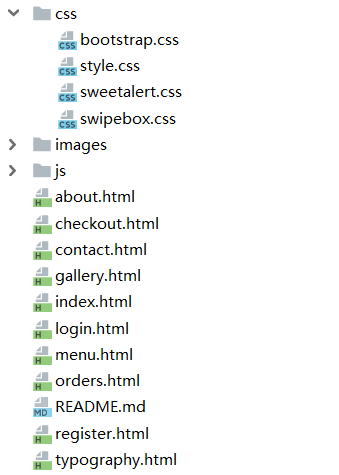 css
bootstrap.css
style.css
sweetalert.css
swipebox.css
images
js
about.html
checkout.html
contact.html
gallery.html
index.html
login.html
menu.html
orders.html
README.md
register.html
typography.html